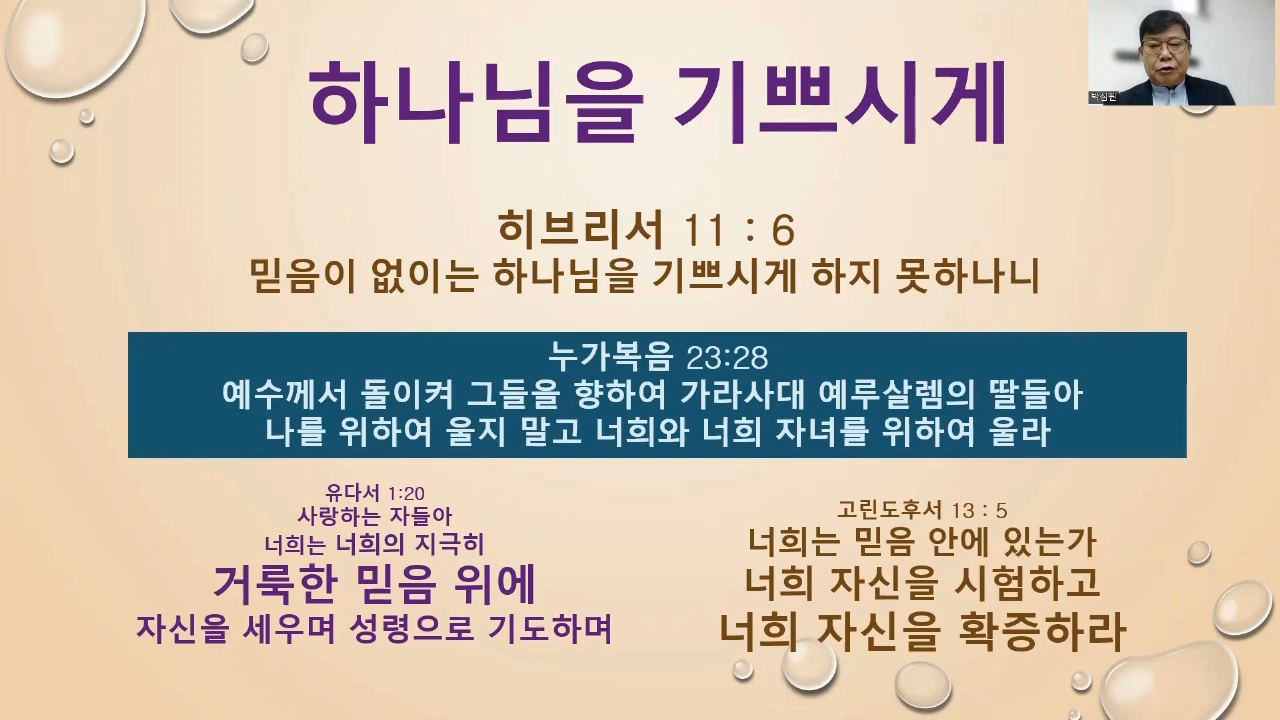 하나님을 기쁘시게
박심원
히브리서 11 : 6
믿음이 없이는 하나님을 기쁘시게 하지 못하나니
누가복음 23:28
예수께서 돌이켜 그들을 향하여 가라사대 예루살렘의 딸들아
나를 위하여 울지 말고 너희와 너희 자녀를 위하여 울라
유다서 1:20
사랑하는 자들아
너희는 너희의 지극히
거룩한 믿음 위에
자신을 세우며 성령으로 기도하며
고린도후서 13 : 5
너희는 믿음 안에 있는가
너희 자신을 시험하고
너희 자신을 확증하라